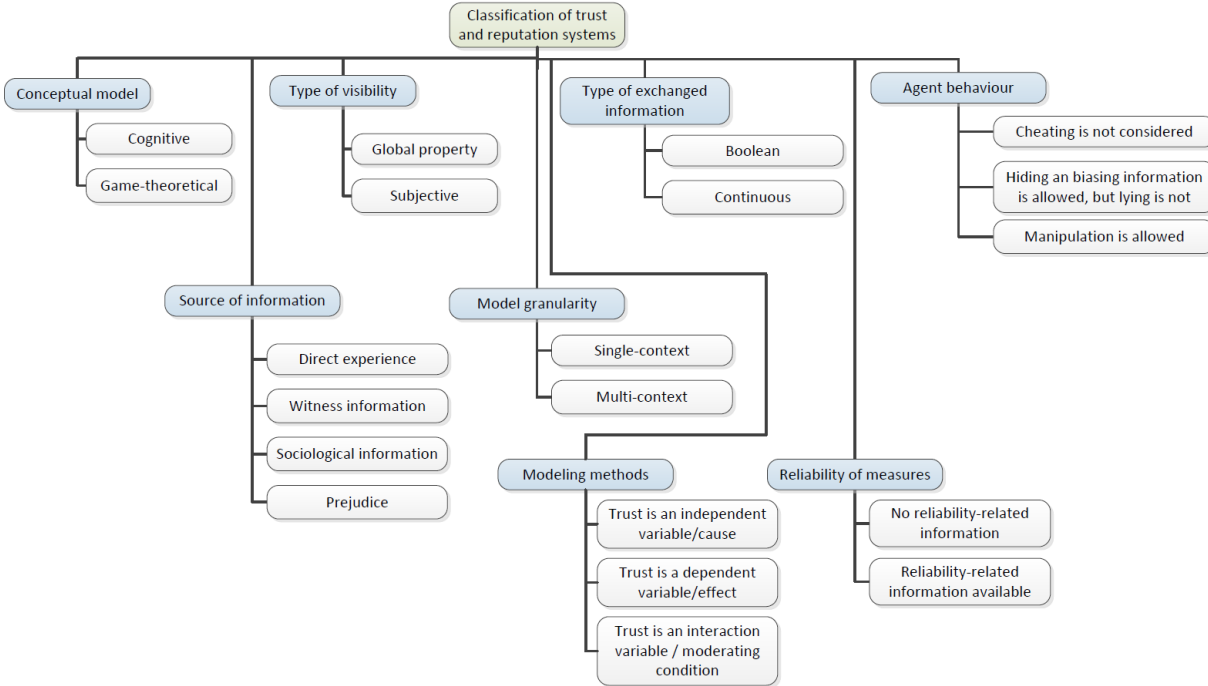 Classification of trust
and reputation systems
Conceptual model
Cognitive
Game-theoretical
Type of visibility
Global property
Subjective
Type of exchanged
information
Boolean
Continuous
Agent behaviour
Cheating is not considered
Hiding an biasing information
is allowed, but lying is not
Manipulation is allowed
Source of information
Direct experience
Witness information
Sociological information
Prejudice
Model granularity
Single-context
Multi-context
Modeling methods
Trust is an independent
variable/cause
Trust is a dependent
variable/effect
Trust is an interaction
variable / moderating
condition
Reliability of measures
No reliability-related
information
Reliability-related
information available